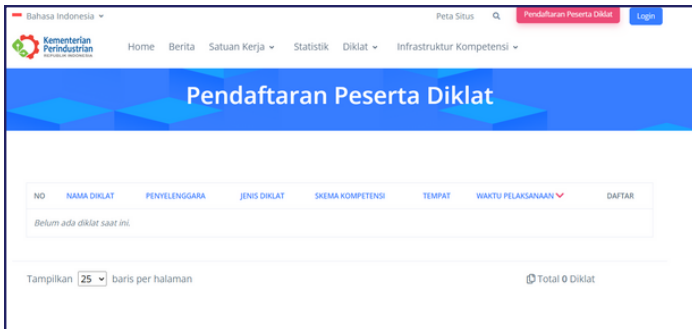 Bahasa Indonesia
Peta Situs
Pendaftaran Peserta Diklat
Login
Kementerian
Perindustrian
REPUBLIK INDONESIA
Home Berita Satuan Kerja Statistik Diklat Infrastruktur Kompetensi
Pendaftaran Peserta Diklat
NO NAMA DIKLAT PENYELENGGARA JENIS DIKLAT SKEMA KOMPETENSI TEMPAT WAKTU PELAKSANAAN DAFTAR
Belum ada diklat saat ini.
Tampilkan 25 baris per halaman
Total 0 Diklat